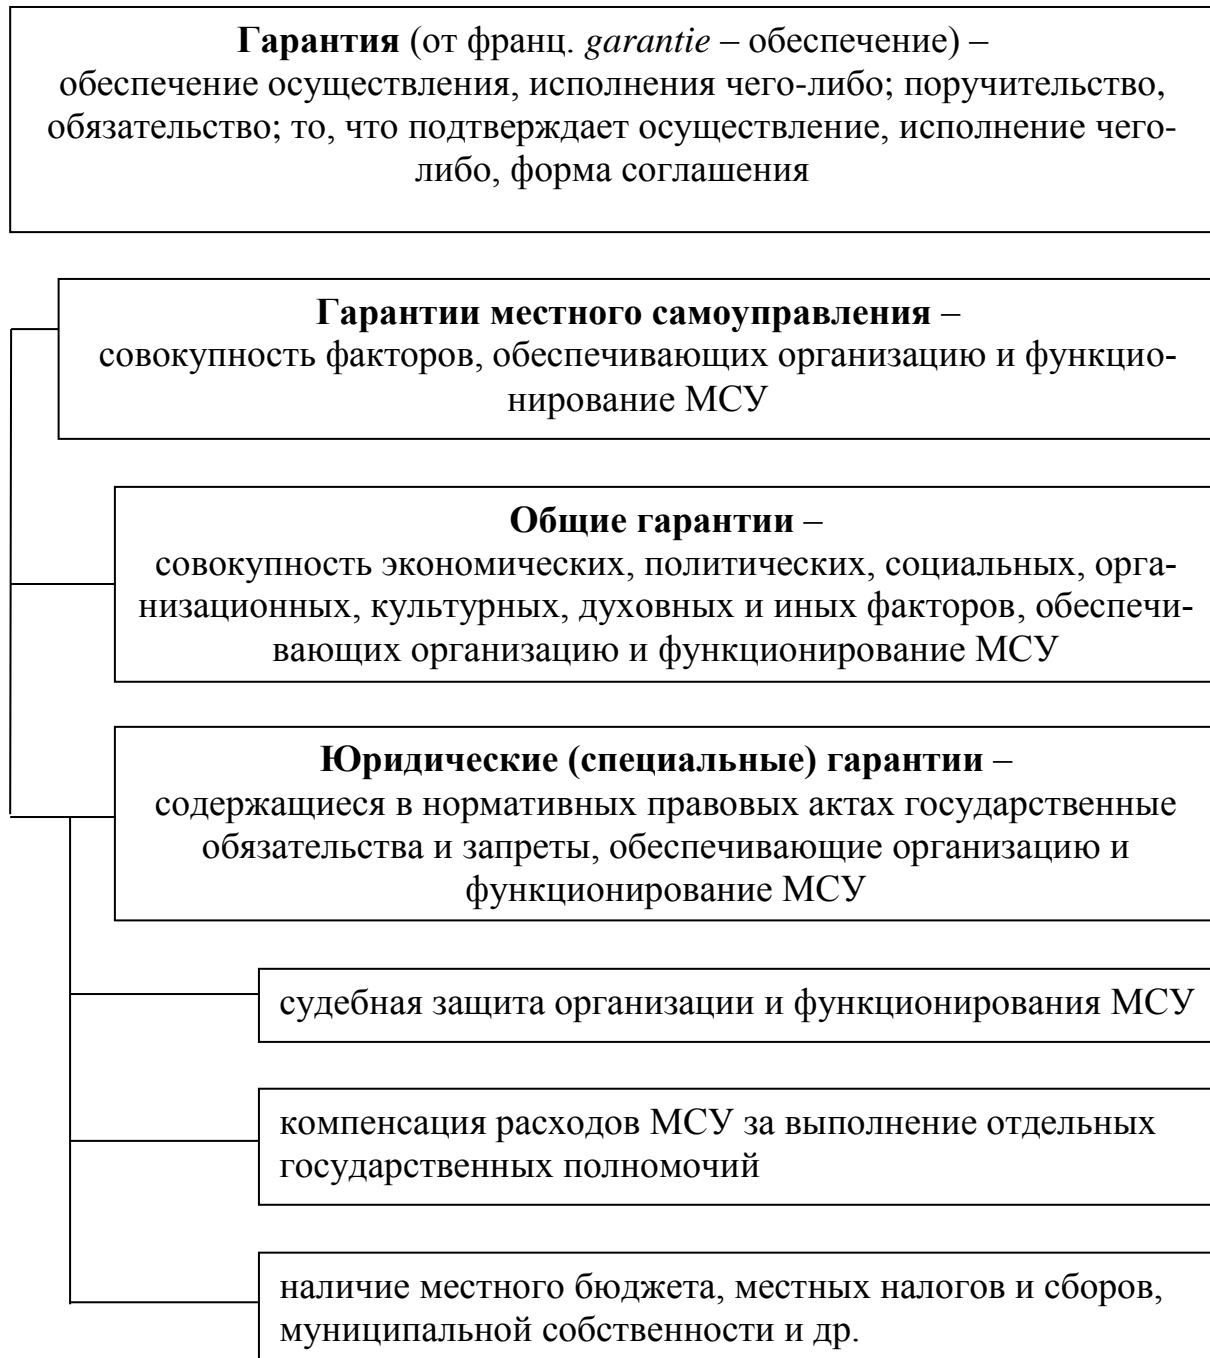 Гарантия (от франц. garantie – обеспечение) –
обеспечение осуществления, исполнения чего-либо; поручительство,
обязательство; то, что подтверждает осуществление, исполнение чего-
либо, форма соглашения
Гарантии местного самоуправления –
совокупность факторов, обеспечивающих организацию и функцио-
нирование МСУ
Общие гарантии –
совокупность экономических, политических, социальных, орга-
низационных, культурных, духовных и иных факторов, обеспечи-
вающих организацию и функционирование МСУ
Юридические (специальные) гарантии –
содержащиеся в нормативных правовых актах государственные
обязательства и запреты, обеспечивающие организацию и
функционирование МСУ
судебная защита организации и функционирования МСУ
компенсация расходов МСУ за выполнение отдельных
государственных полномочий
наличие местного бюджета, местных налогов и сборов,
муниципальной собственности и др.